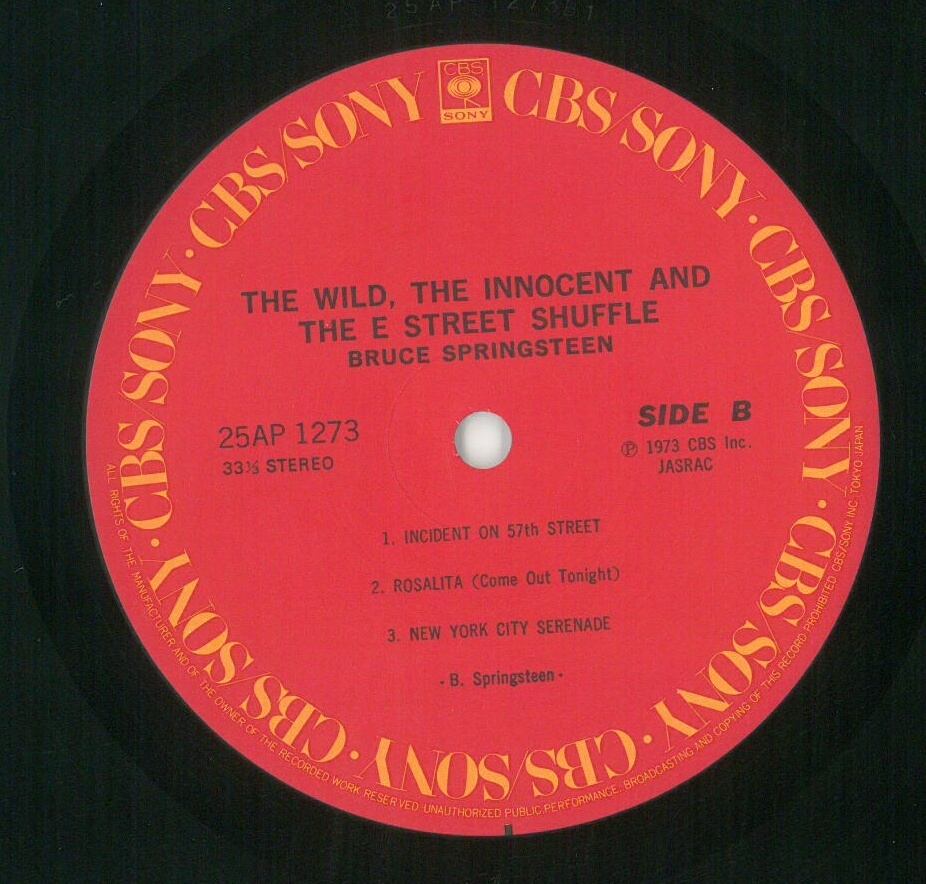 25AP 1273B1
CBS
SONY
CBS/SONY · CBS/SONY · CBS/SONY · CBS/SONY · CBS/SONY · CBS/SONY · CBS/SONY · CBS/SONY
THE WILD, THE INNOCENT AND
THE E STREET SHUFFLE
BRUCE SPRINGSTEEN
25AP 1273
33⅓ STEREO
SIDE B
Ⓟ 1973 CBS Inc.
JASRAC
1. INCIDENT ON 57th STREET
2. ROSALITA (Come Out Tonight)
3. NEW YORK CITY SERENADE
· B. Springsteen ·
ALL RIGHTS OF THE MANUFACTURER AND OF THE OWNER OF THE RECORDED WORK RESERVED UNAUTHORIZED PUBLIC PERFORMANCE, BROADCASTING AND COPYING OF THIS RECORD PROHIBITED CBS/SONY INC. TOKYO JAPAN